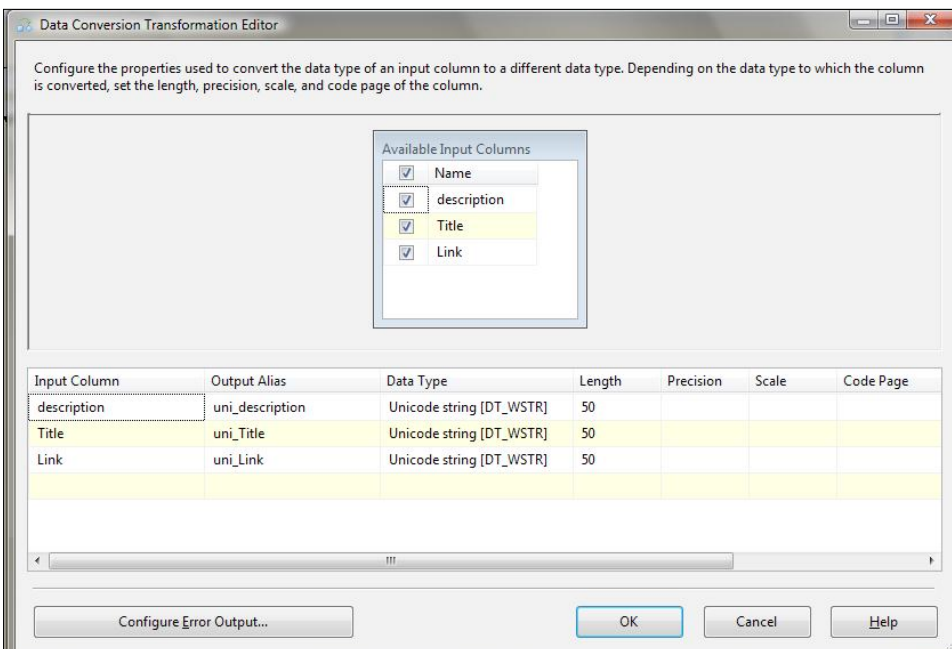 Data Conversion Transformation Editor
Configure the properties used to convert the data type of an input column to a different data type. Depending on the data type to which the column
is converted, set the length, precision, scale, and code page of the column.
Available Input Columns
Name
description
Title
Link
Input Column Output Alias Data Type Length Precision Scale Code Page
description uni_description Unicode string [DT_WSTR] 50
Title uni_Title Unicode string [DT_WSTR] 50
Link uni_Link Unicode string [DT_WSTR] 50
Configure Error Output... OK Cancel Help